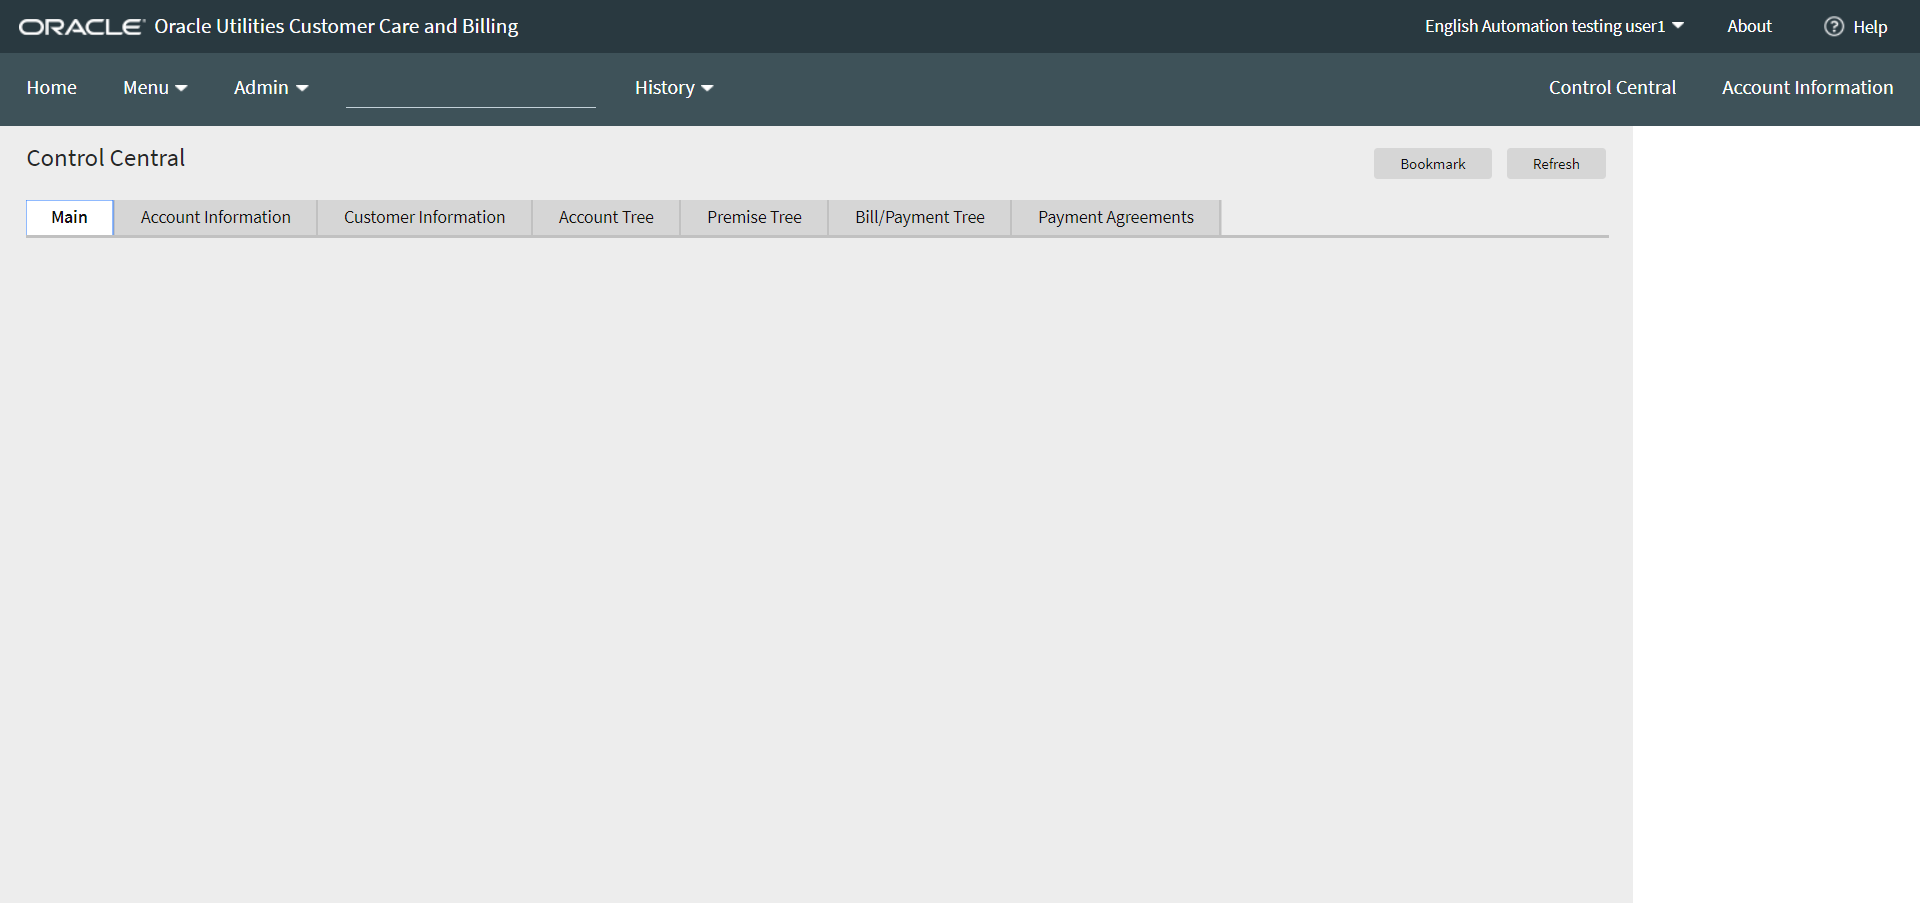 ORACLE Oracle Utilities Customer Care and Billing English Automation testing user1 About ? Help
Home Menu Admin History Control Central Account Information
Control Central Bookmark Refresh
Main Account Information Customer Information Account Tree Premise Tree Bill/Payment Tree Payment Agreements